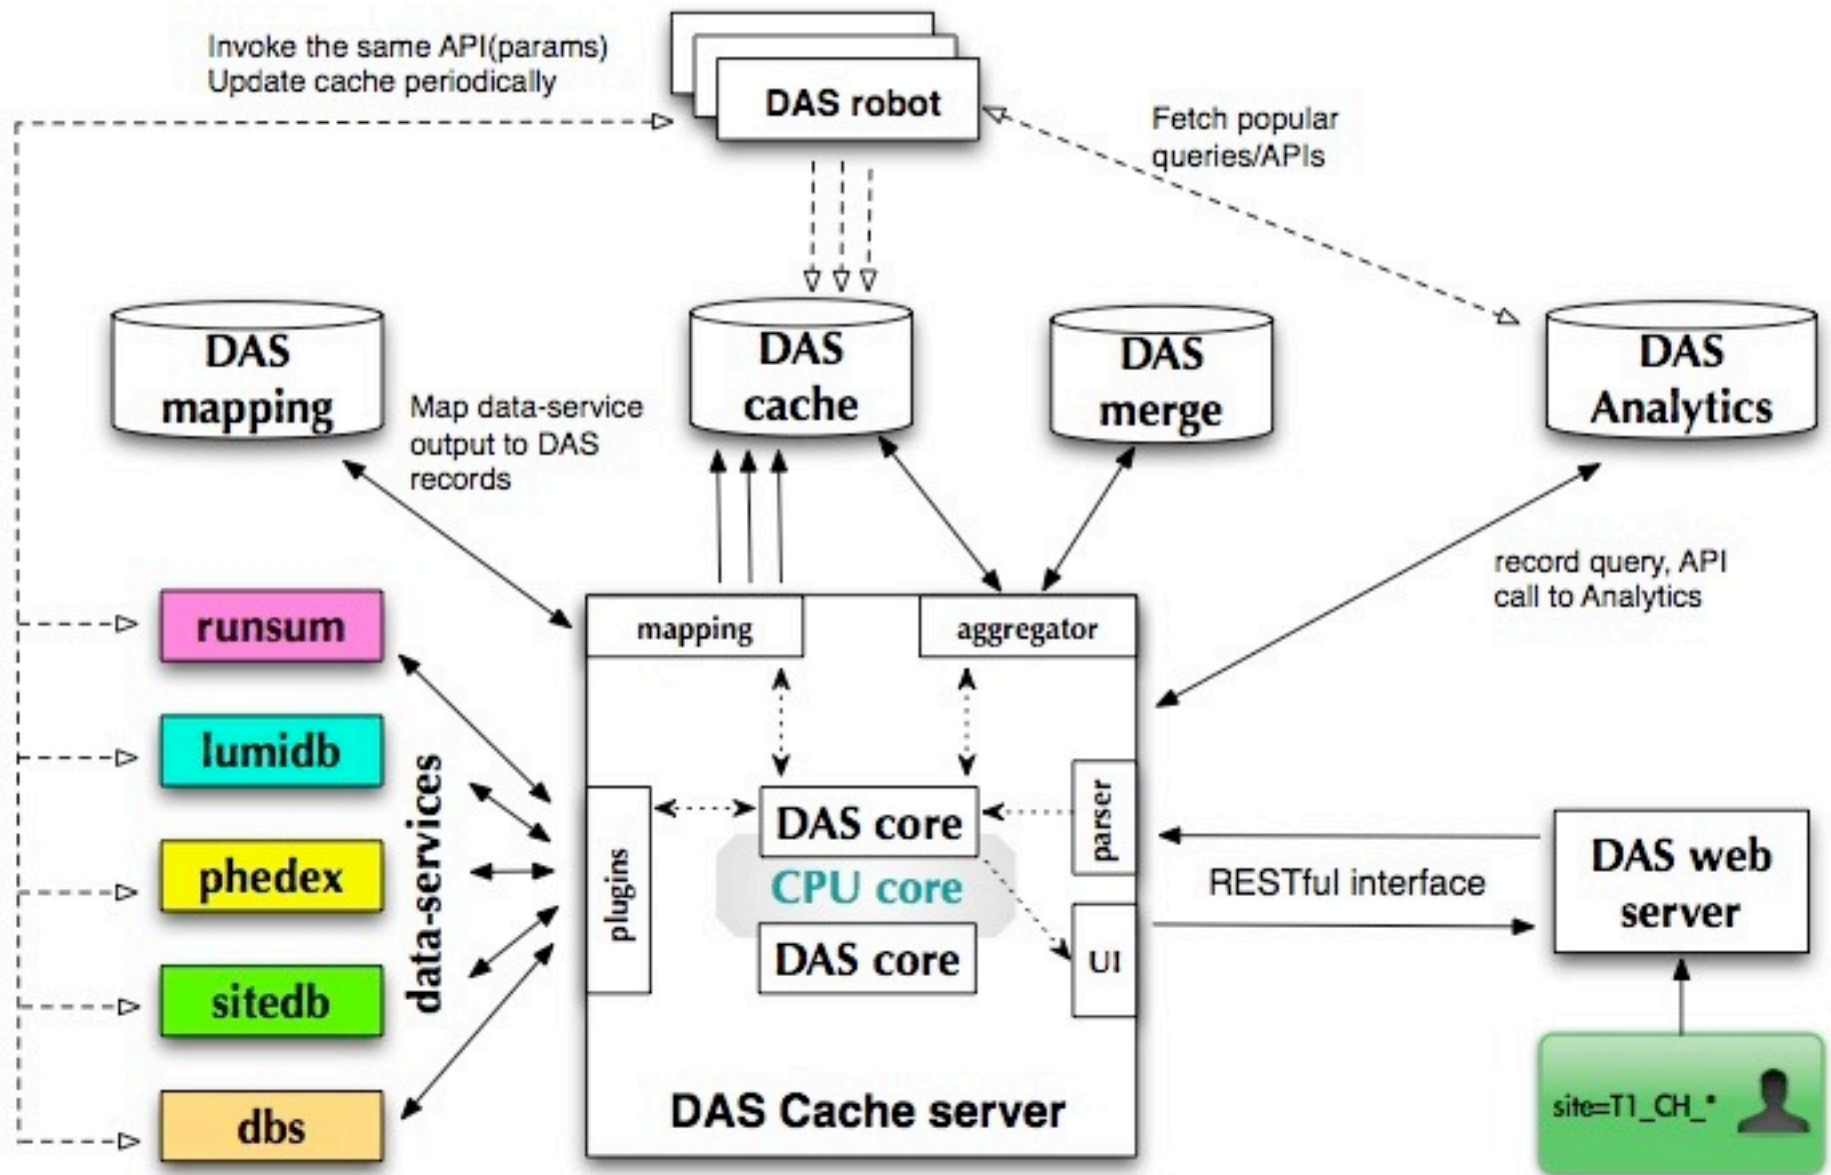 Invoke the same API(params)
Update cache periodically
DAS robot
Fetch popular
queries/APIs
DAS
mapping
DAS
cache
DAS
merge
DAS
Analytics
Map data-service
output to DAS
records
record query, API
call to Analytics
runsum
lumidb
phedex
sitedb
dbs
data-services
mapping
aggregator
plugins
DAS core
CPU core
DAS core
parser
UI
DAS Cache server
RESTful interface
DAS web
server
site=T1_CH_*